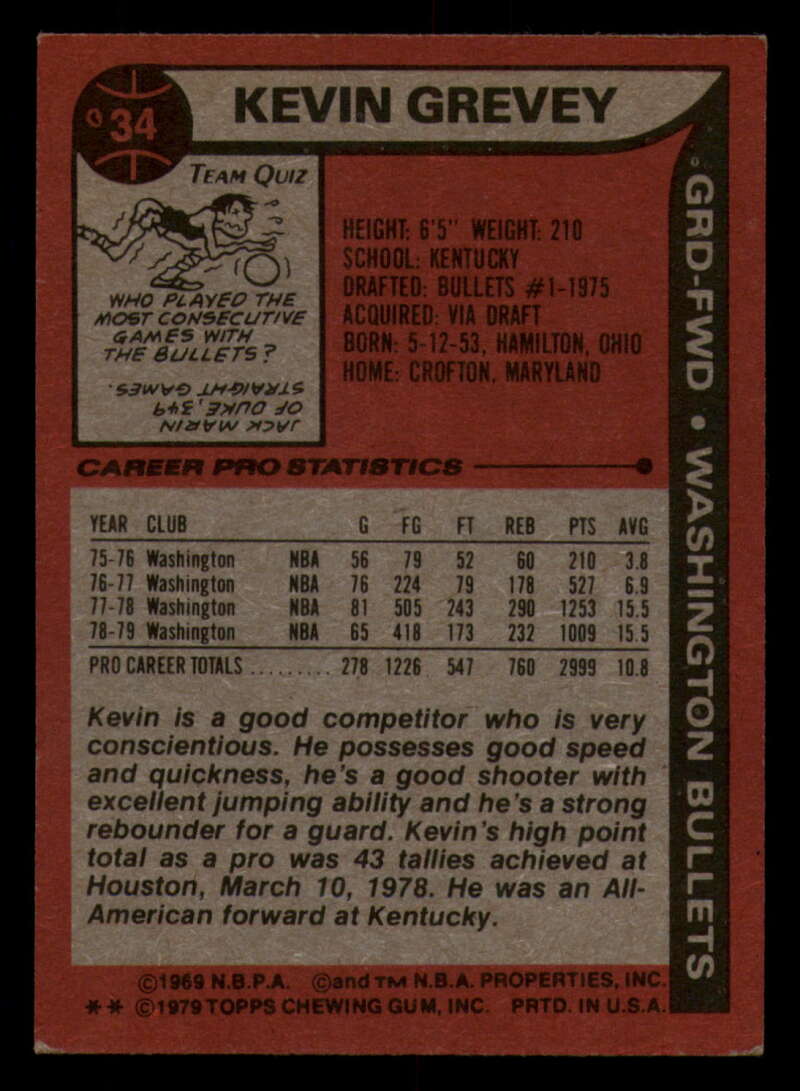 34
KEVIN GREVEY
GRD-FWD • WASHINGTON BULLETS
TEAM QUIZ
WHO PLAYED THE
MOST CONSECUTIVE
GAMES WITH
THE BULLETS?
JACK MARIN
OF DUKE, 349
STRAIGHT GAMES.
HEIGHT: 6'5" WEIGHT: 210
SCHOOL: KENTUCKY
DRAFTED: BULLETS #1-1975
ACQUIRED: VIA DRAFT
BORN: 5-12-53, HAMILTON, OHIO
HOME: CROFTON, MARYLAND
CAREER PRO STATISTICS
YEAR CLUB G FG FT REB PTS AVG
75-76 Washington NBA 56 79 52 60 210 3.8
76-77 Washington NBA 76 224 79 178 527 6.9
77-78 Washington NBA 81 505 243 290 1253 15.5
78-79 Washington NBA 65 418 173 232 1009 15.5
PRO CAREER TOTALS .......... 278 1226 547 760 2999 10.8
Kevin is a good competitor who is very
conscientious. He possesses good speed
and quickness, he's a good shooter with
excellent jumping ability and he's a strong
rebounder for a guard. Kevin's high point
total as a pro was 43 tallies achieved at
Houston, March 10, 1978. He was an All-
American forward at Kentucky.
©1969 N.B.P.A. ©and TM N.B.A. PROPERTIES, INC.
** ©1979 TOPPS CHEWING GUM, INC. PRTD. IN U.S.A.